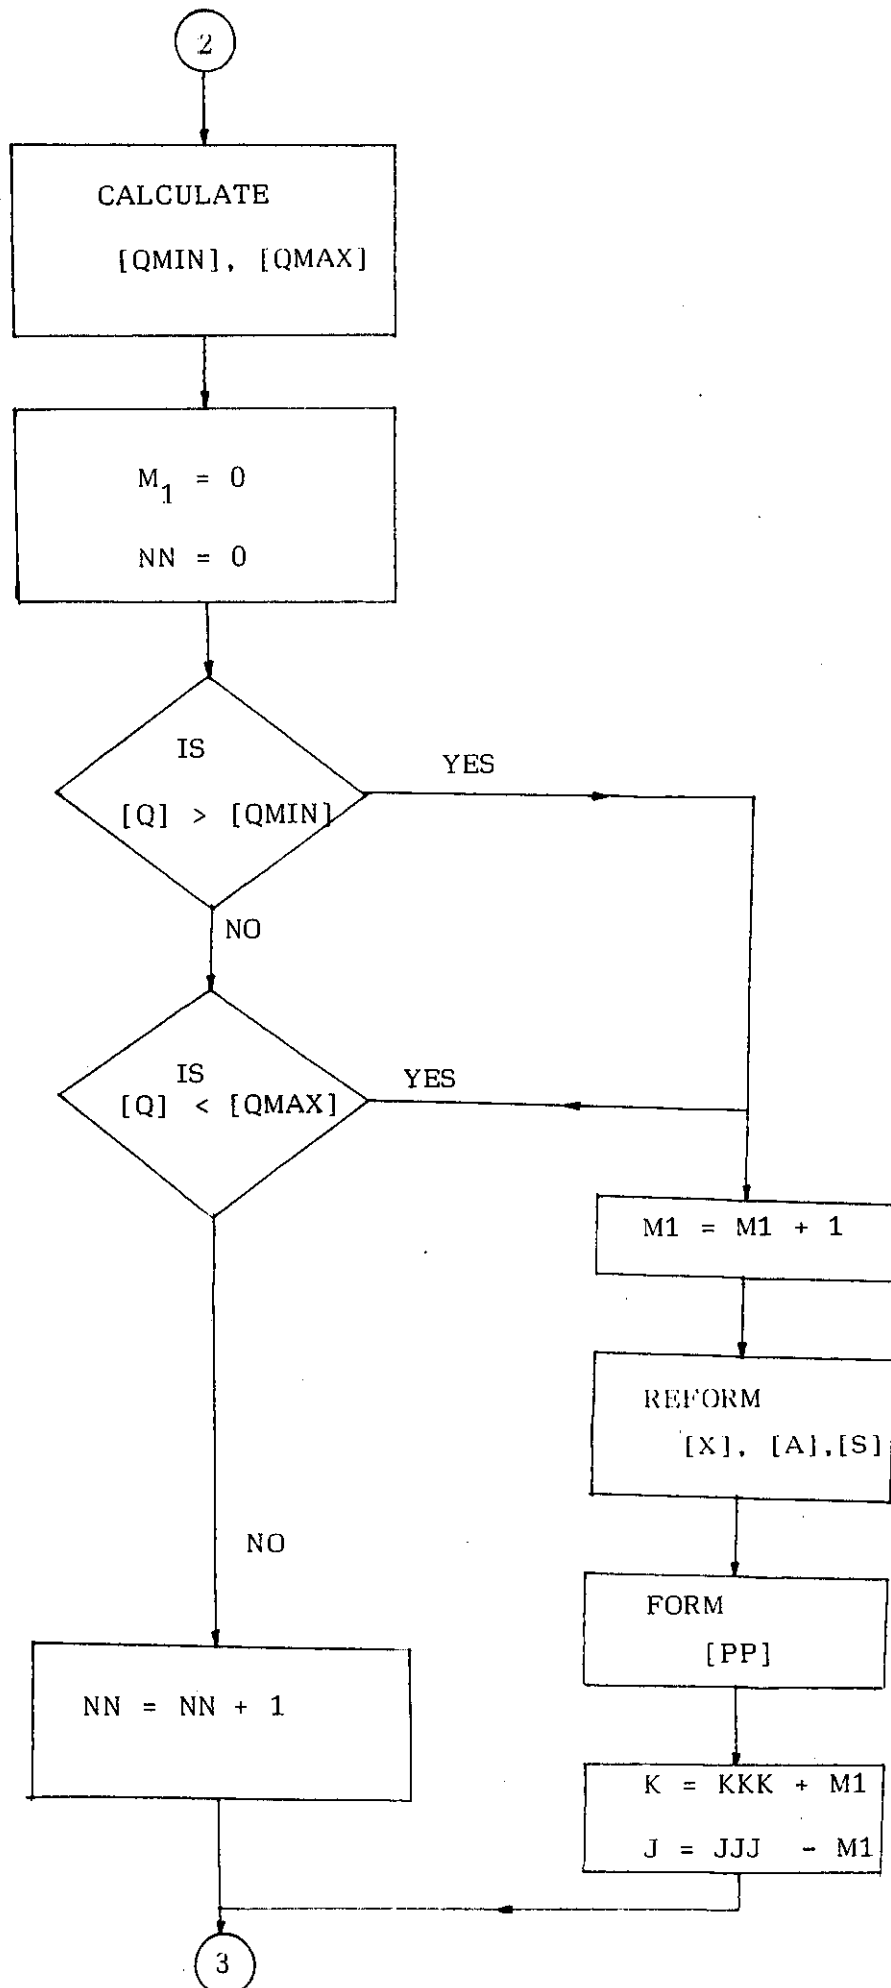 2
CALCULATE
[QMIN], [QMAX]
M1 = 0
NN = 0
IS
[Q] > [QMIN]
YES
NO
IS
[Q] < [QMAX]
YES
M1 = M1 + 1
REFORM
[X], [A],[S]
NO
FORM
[PP]
NN = NN + 1
K = KKK + M1
J = JJJ - M1
3